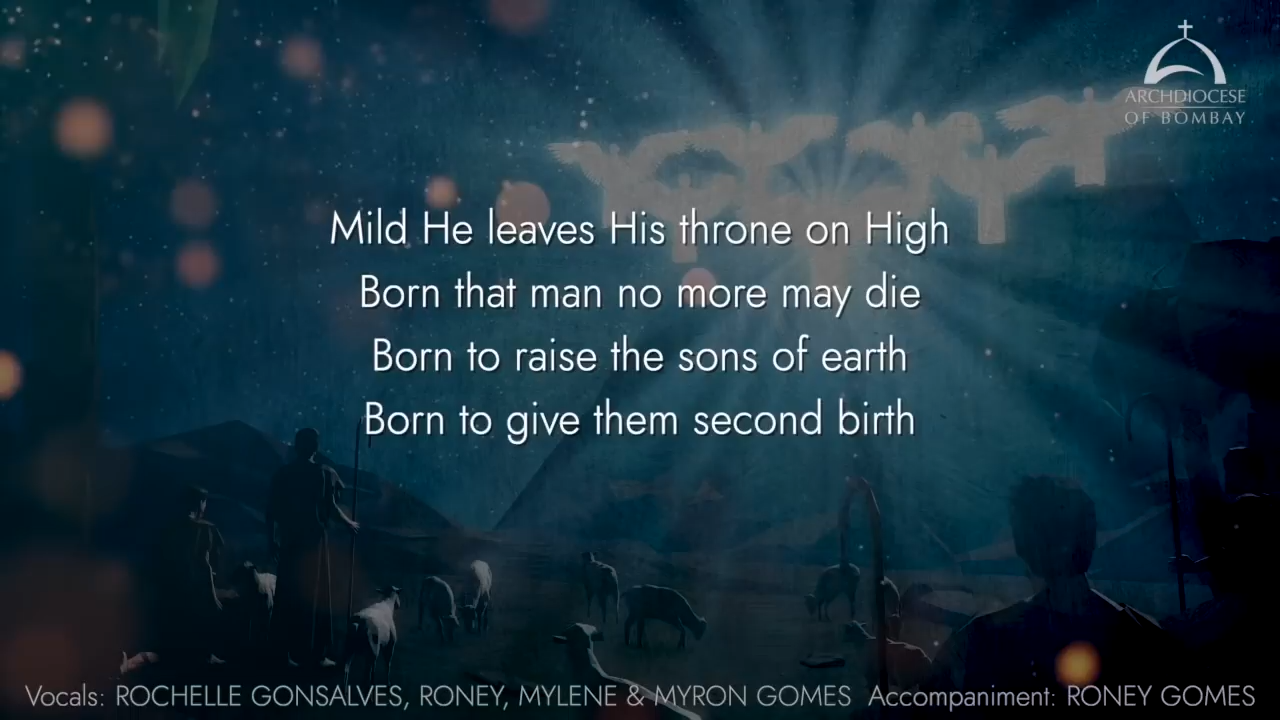 ARCHDIOCESE
OF BOMBAY
Mild He leaves His throne on High
Born that man no more may die
Born to raise the sons of earth
Born to give them second birth
Vocals: ROCHELLE GONSALVES, RONEY, MYLENE & MYRON GOMES Accompaniment: RONEY GOMES